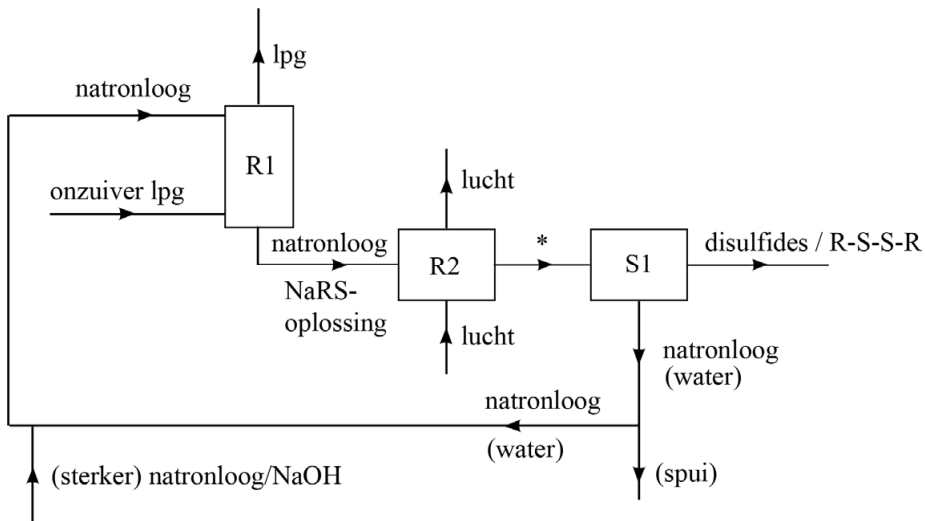 lpg
natronloog
R1
onzuiver lpg
lucht
natronloog
NaRS-
oplossing
R2
*
S1
disulfides / R-S-S-R
lucht
natronloog
(water)
natronloog
(water)
(sterker) natronloog/NaOH
(spui)